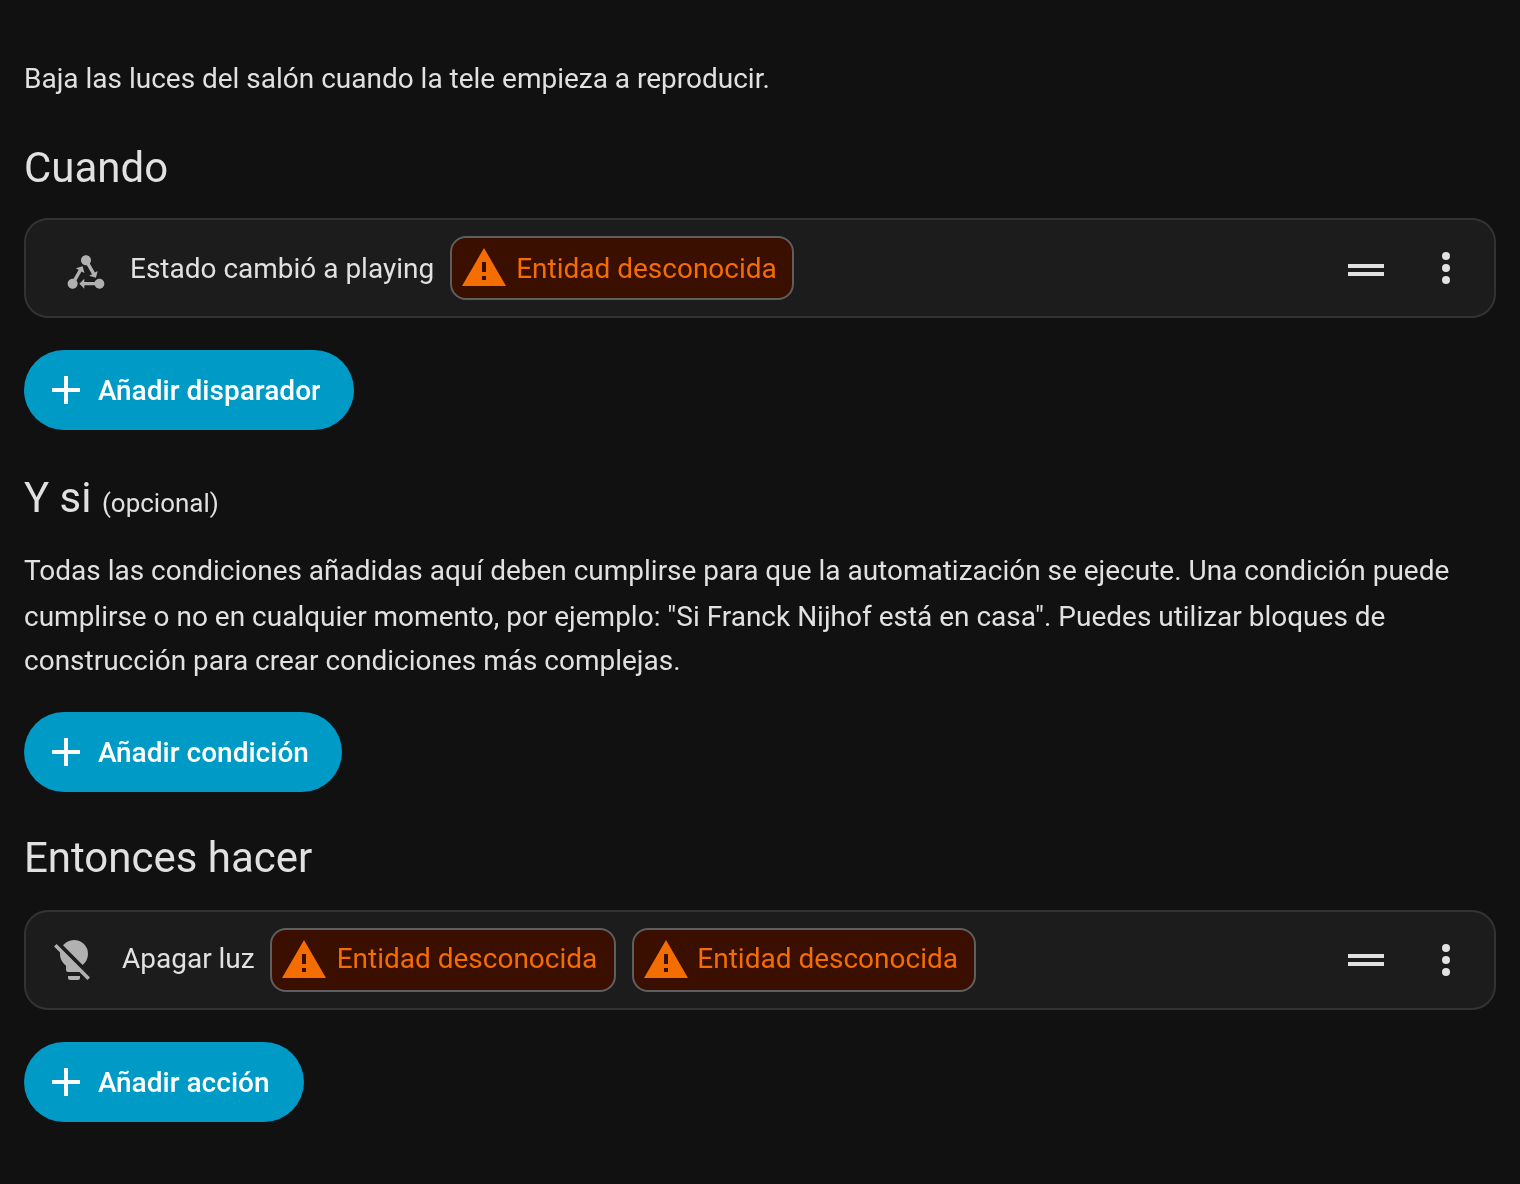 Baja las luces del salón cuando la tele empieza a reproducir.
Cuando
Estado cambió a playing Entidad desconocida
Añadir disparador
Y si (opcional)
Todas las condiciones añadidas aquí deben cumplirse para que la automatización se ejecute. Una condición puede
cumplirse o no en cualquier momento, por ejemplo: "Si Franck Nijhof está en casa". Puedes utilizar bloques de
construcción para crear condiciones más complejas.
Añadir condición
Entonces hacer
Apagar luz Entidad desconocida Entidad desconocida
Añadir acción